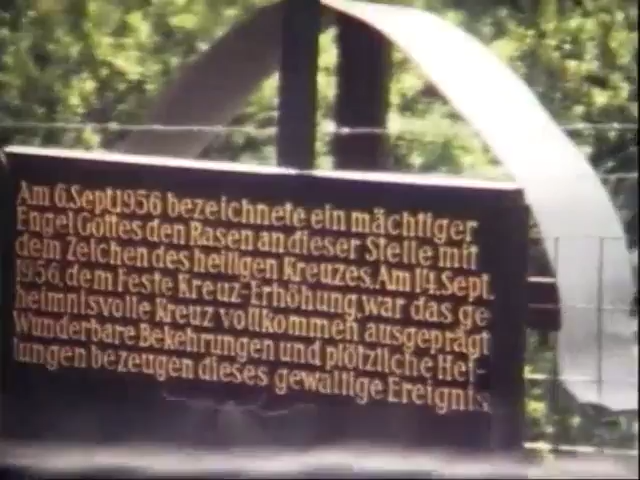 Am 6.Sept.1956 bezeichnete ein mächtiger
Engel Gottes den Rasen an dieser Stelle mit
dem Zeichen des heiligen Kreuzes. Am 14. Sept.
1956, dem Feste Kreuz-Erhöhung, war das ge
heimnisvolle Kreuz vollkommen ausgeprägt
Wunderbare Bekehrungen und plötzliche Hei-
lungen bezeugen dieses gewaltige Ereignis